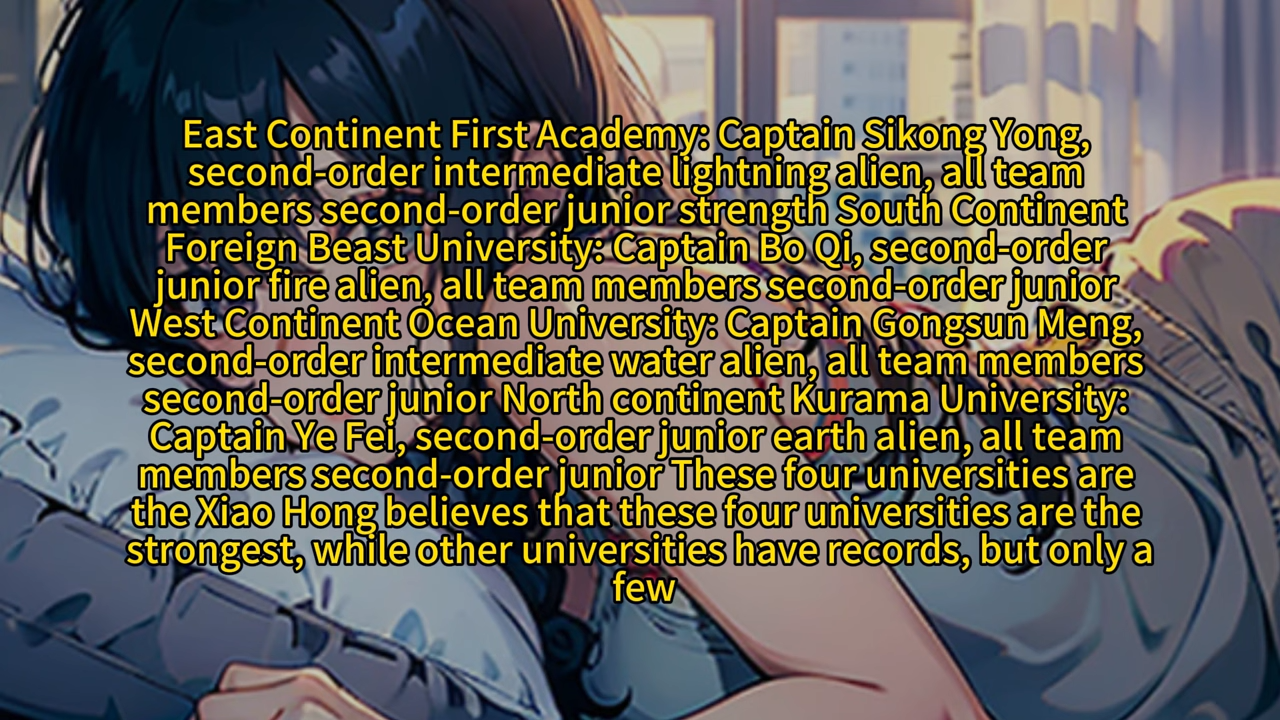 East Continent First Academy: Captain Sikong Yong,
second-order intermediate lightning alien, all team
members second-order junior strength South Continent
Foreign Beast University: Captain Bo Qi, second-order
junior fire alien, all team members second-order junior
West Continent Ocean University: Captain Gongsun Meng,
second-order intermediate water alien, all team members
second-order junior North continent Kurama University:
Captain Ye Fei, second-order junior earth alien, all team
members second-order junior These four universities are
the Xiao Hong believes that these four universities are the
strongest, while other universities have records, but only a
few